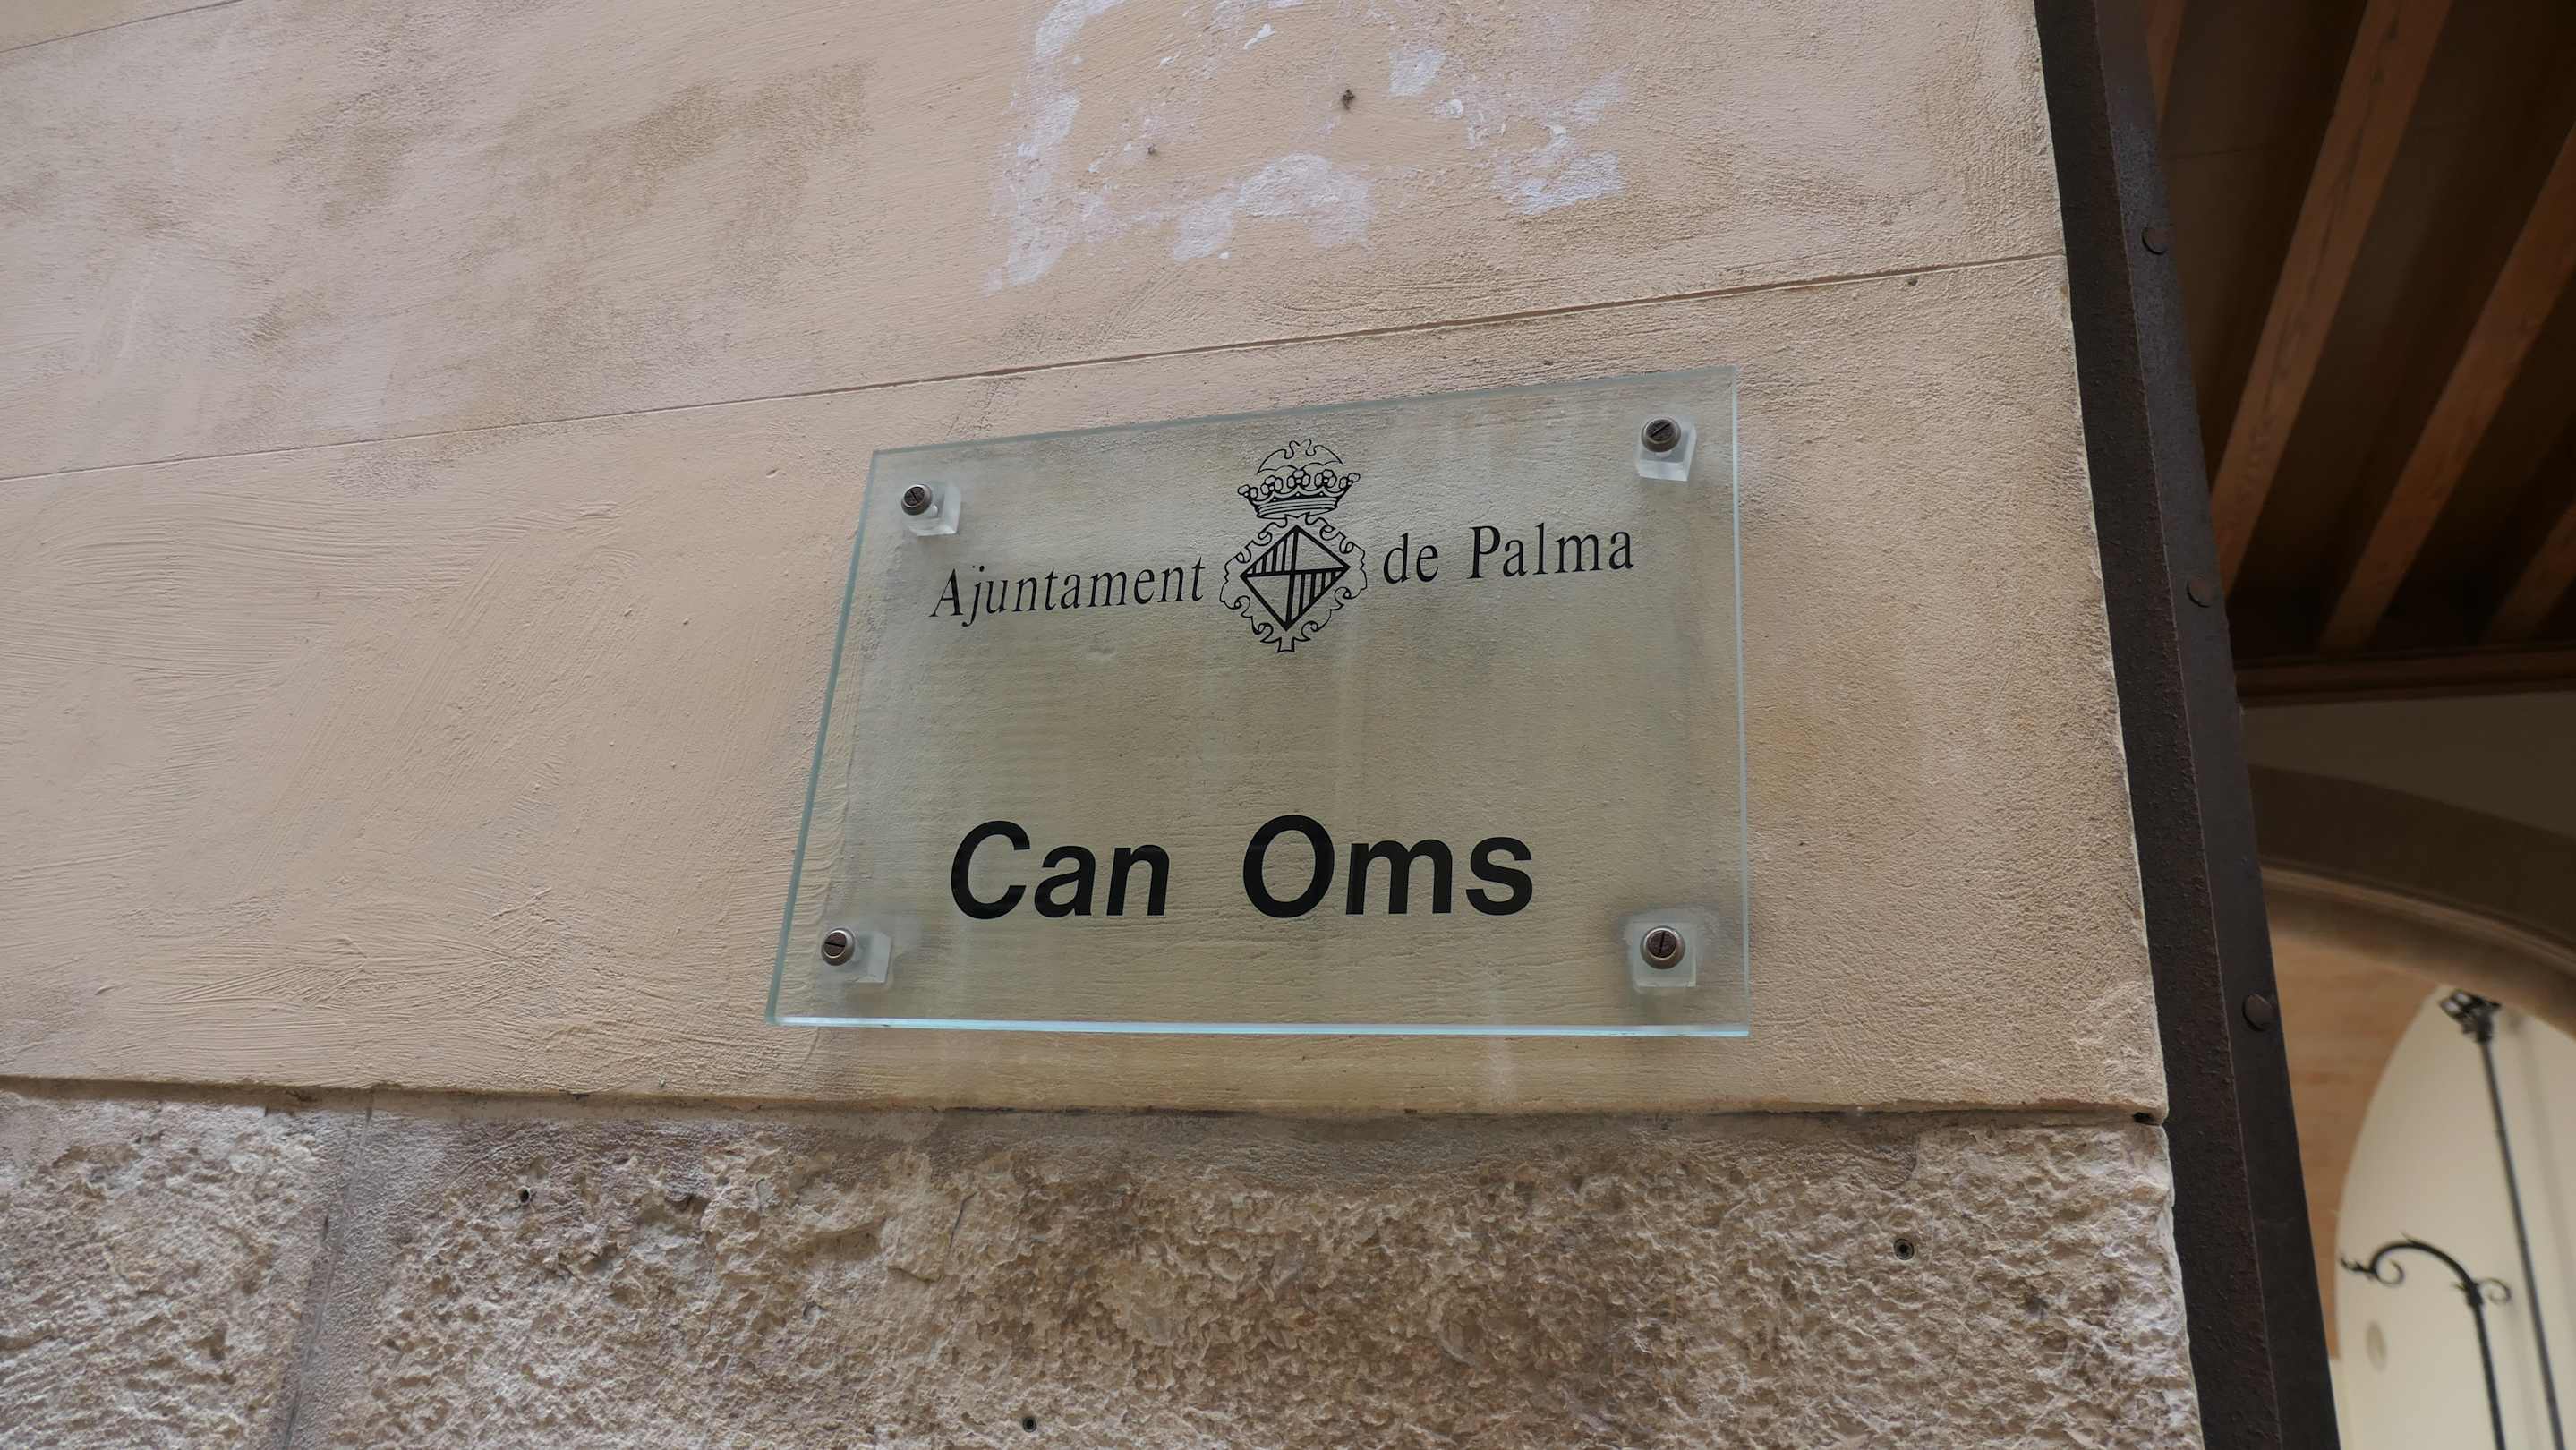 Ajuntament de Palma
Can Oms